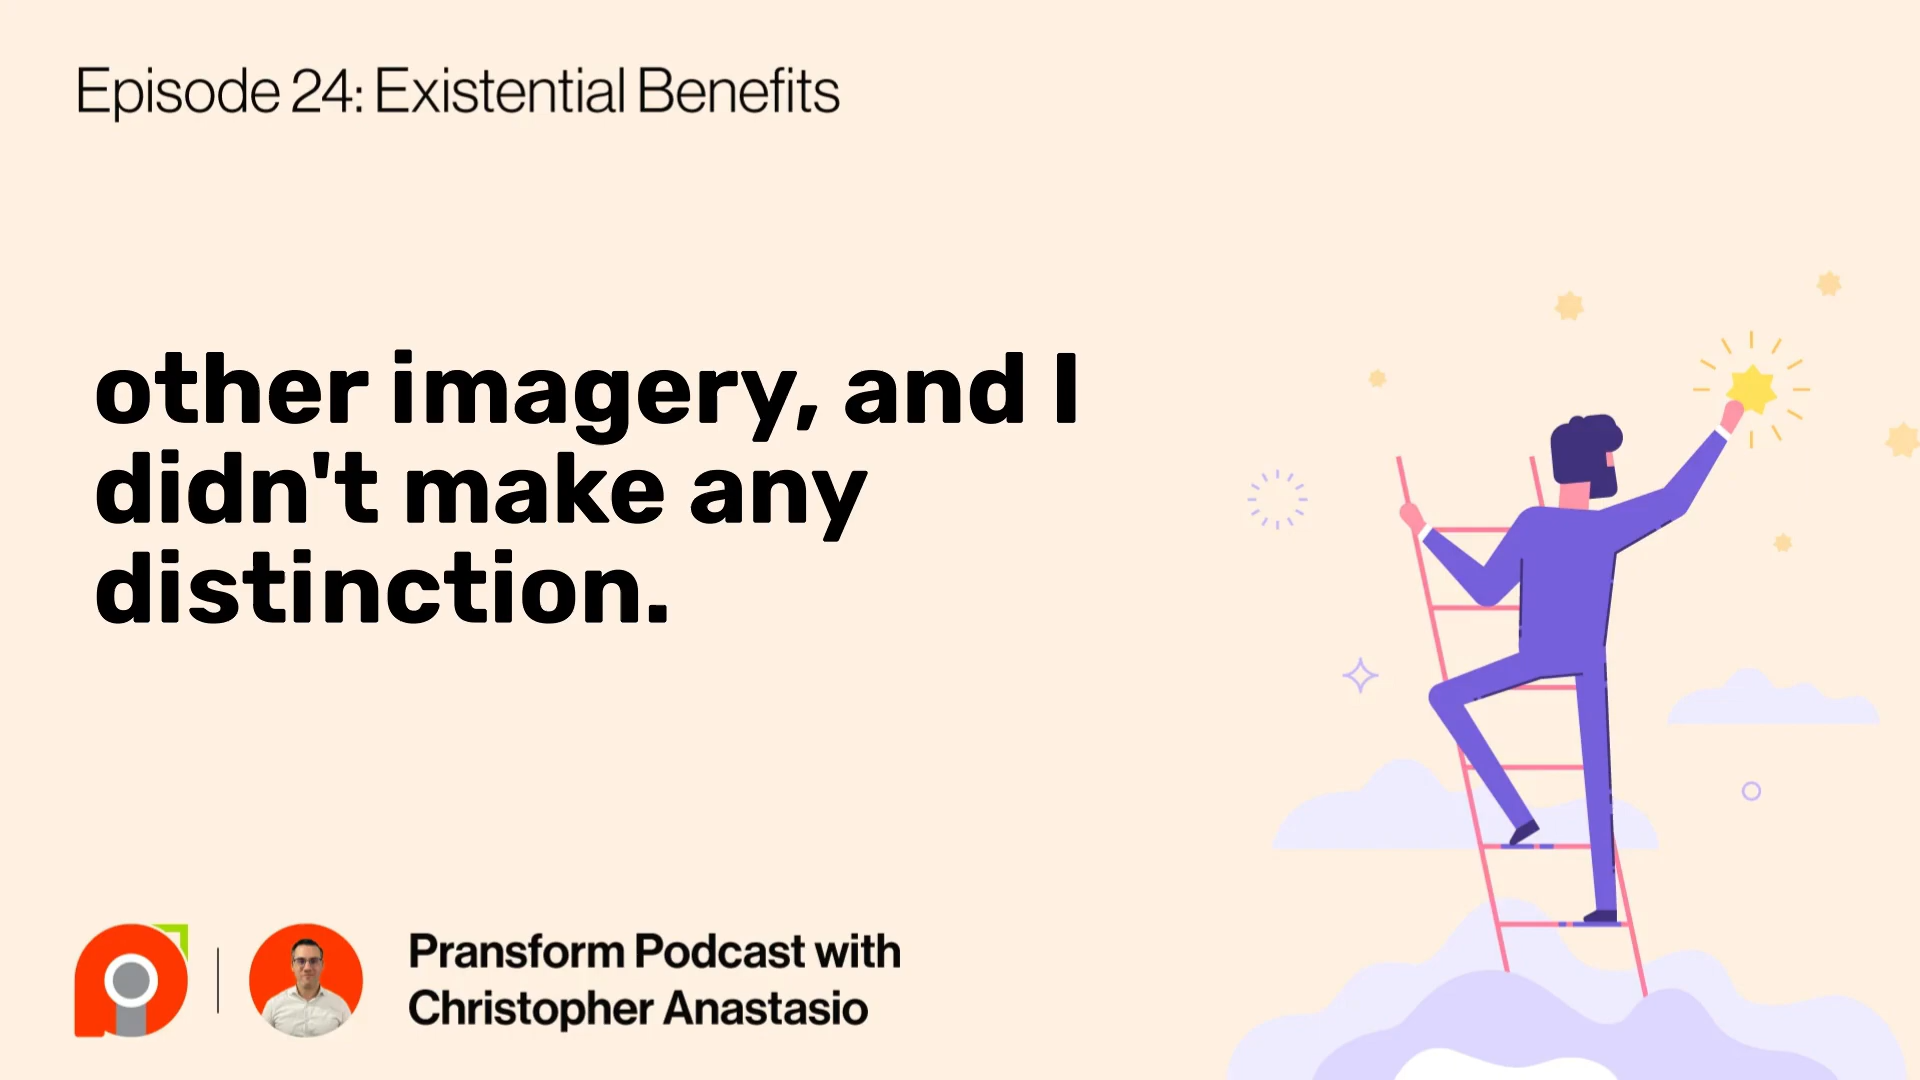 Episode 24: Existential Benefits
other imagery, and I
didn't make any
distinction.
Pransform Podcast with
Christopher Anastasio